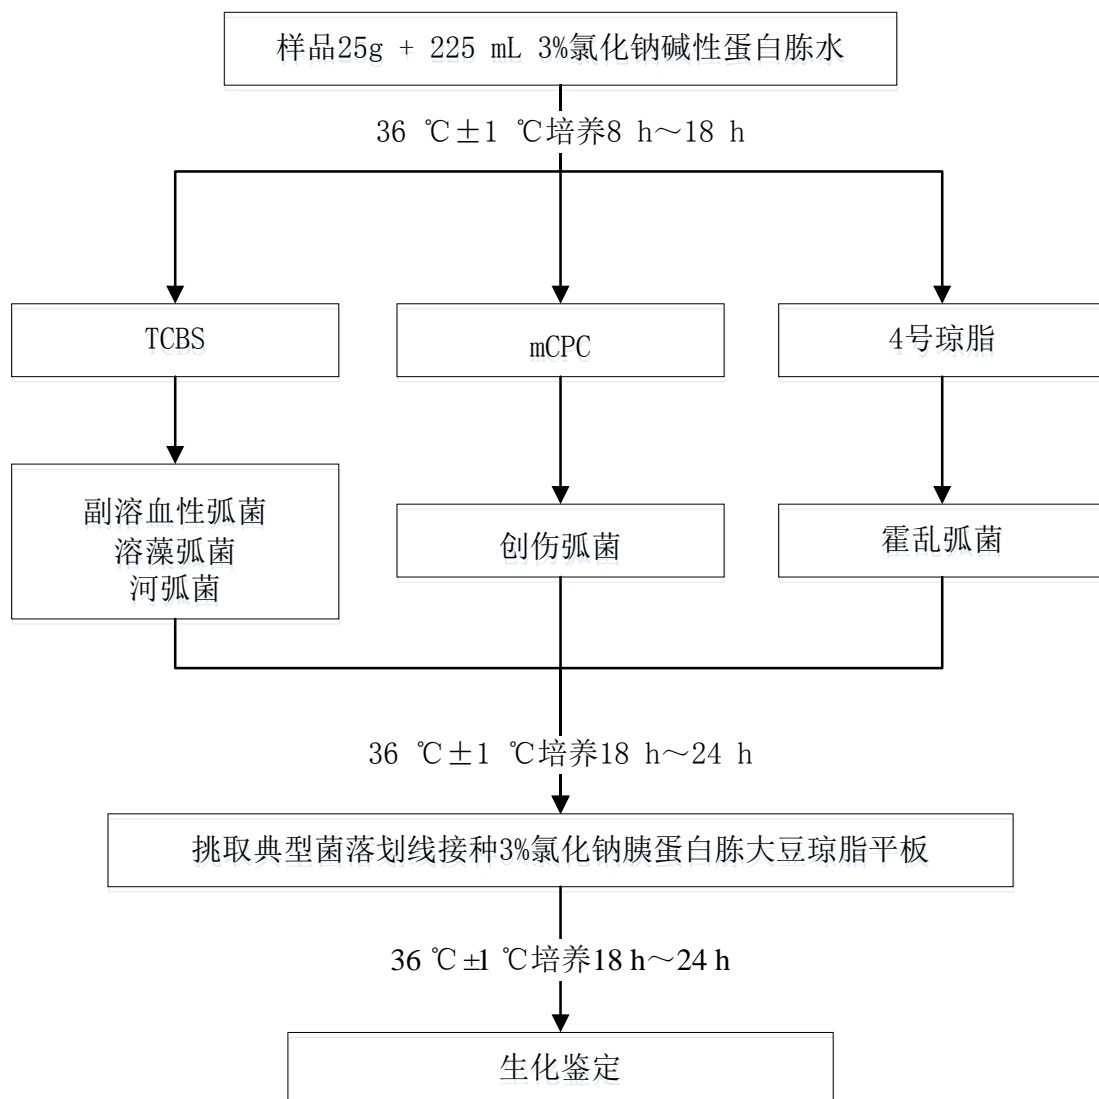 样品25g + 225 mL 3%氯化钠碱性蛋白胨水
36 ℃±1 ℃培养8 h～18 h
TCBS
mCPC
4号琼脂
副溶血性弧菌
溶藻弧菌
河弧菌
创伤弧菌
霍乱弧菌
36 ℃±1 ℃培养18 h～24 h
挑取典型菌落划线接种3%氯化钠胰蛋白胨大豆琼脂平板
36 ℃±1 ℃培养18 h～24 h
生化鉴定